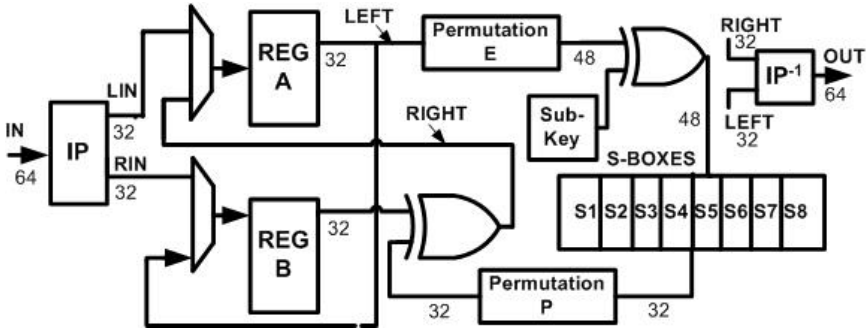 IN
64
IP
LIN
32
RIN
32
REG
A
32
LEFT
Permutation
E
48
Sub-
Key
48
RIGHT
REG
B
32
S-BOXES
S1 S2 S3 S4 S5 S6 S7 S8
Permutation
P
32
32
RIGHT
32
LEFT
32
IP-1
OUT
64